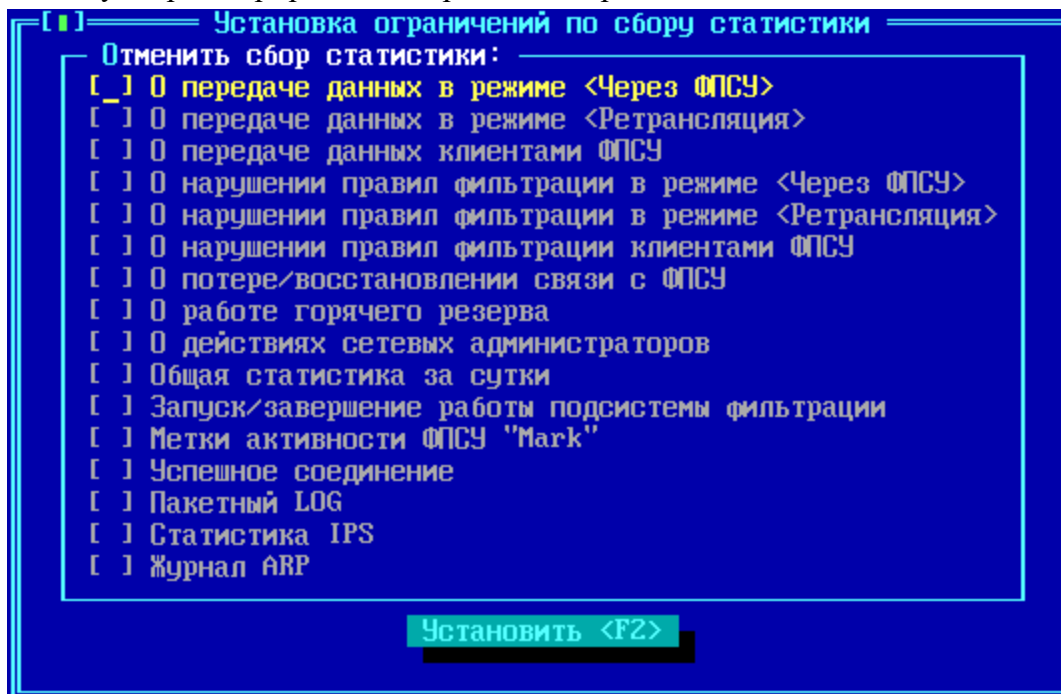 [▮] Установка ограничений по сбору статистики
Отменить сбор статистики:
[ ] О передаче данных в режиме <Через ФПСУ>
[ ] О передаче данных в режиме <Ретрансляция>
[ ] О передаче данных клиентами ФПСУ
[ ] О нарушении правил фильтрации в режиме <Через ФПСУ>
[ ] О нарушении правил фильтрации в режиме <Ретрансляция>
[ ] О нарушении правил фильтрации клиентами ФПСУ
[ ] О потере/восстановлении связи с ФПСУ
[ ] О работе горячего резерва
[ ] О действиях сетевых администраторов
[ ] Общая статистика за сутки
[ ] Запуск/завершение работы подсистемы фильтрации
[ ] Метки активности ФПСУ "Mark"
[ ] Успешное соединение
[ ] Пакетный LOG
[ ] Статистика IPS
[ ] Журнал ARP
Установить <F2>